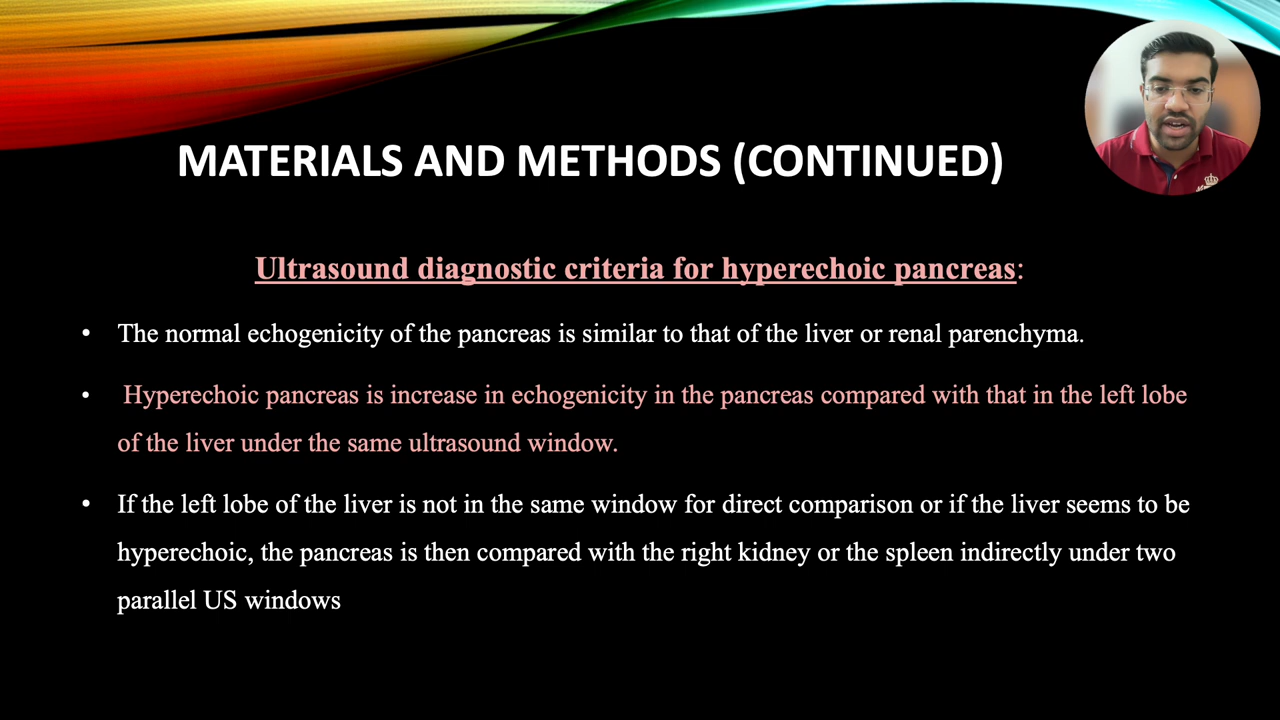 MATERIALS AND METHODS (CONTINUED)
Ultrasound diagnostic criteria for hyperechoic pancreas:
• The normal echogenicity of the pancreas is similar to that of the liver or renal parenchyma.
• Hyperechoic pancreas is increase in echogenicity in the pancreas compared with that in the left lobe
of the liver under the same ultrasound window.
• If the left lobe of the liver is not in the same window for direct comparison or if the liver seems to be
hyperechoic, the pancreas is then compared with the right kidney or the spleen indirectly under two
parallel US windows